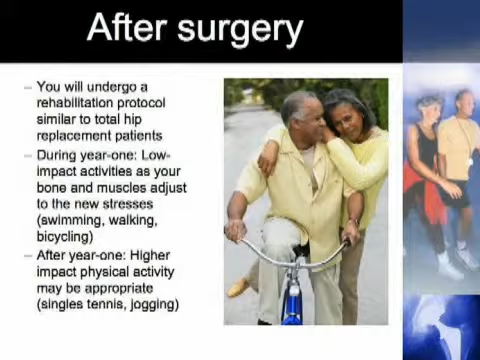 After surgery
– You will undergo a
rehabilitation protocol
similar to total hip
replacement patients
– During year-one: Low-
impact activities as your
bone and muscles adjust
to the new stresses
(swimming, walking,
bicycling)
– After year-one: Higher
impact physical activity
may be appropriate
(singles tennis, jogging)